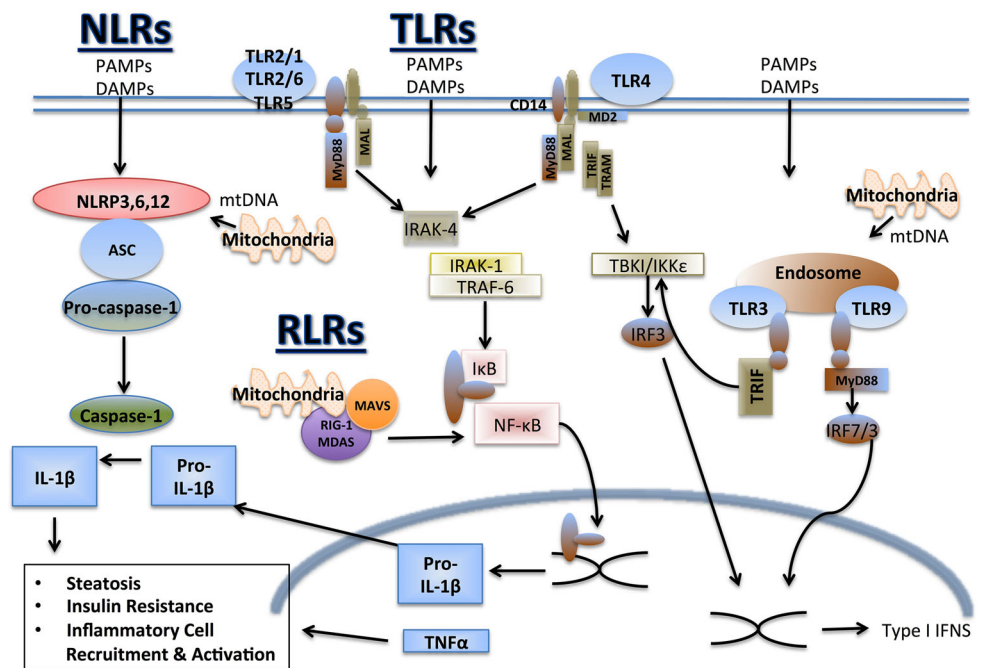 NLRs
PAMPs
DAMPs
TLR2/1
TLR2/6
TLR5
TLRs
PAMPs
DAMPs
CD14
TLR4
MD2
PAMPs
DAMPs
MyD88
MAL
MyD88
MAL
TRIF
TRAM
NLRP3,6,12
mtDNA
Mitochondria
ASC
Pro-caspase-1
Caspase-1
IRAK-4
IRAK-1
TRAF-6
TBKI/IKKε
IRF3
Mitochondria
mtDNA
Endosome
TLR3
TLR9
TRIF
MyD88
IRF7/3
RLRs
Mitochondria
MAVS
RIG-1
MDAS
IκB
NF-κB
IL-1β
Pro-
IL-1β
Pro-
IL-1β
TNFα
• Steatosis
• Insulin Resistance
• Inflammatory Cell
Recruitment & Activation
Type I IFNS